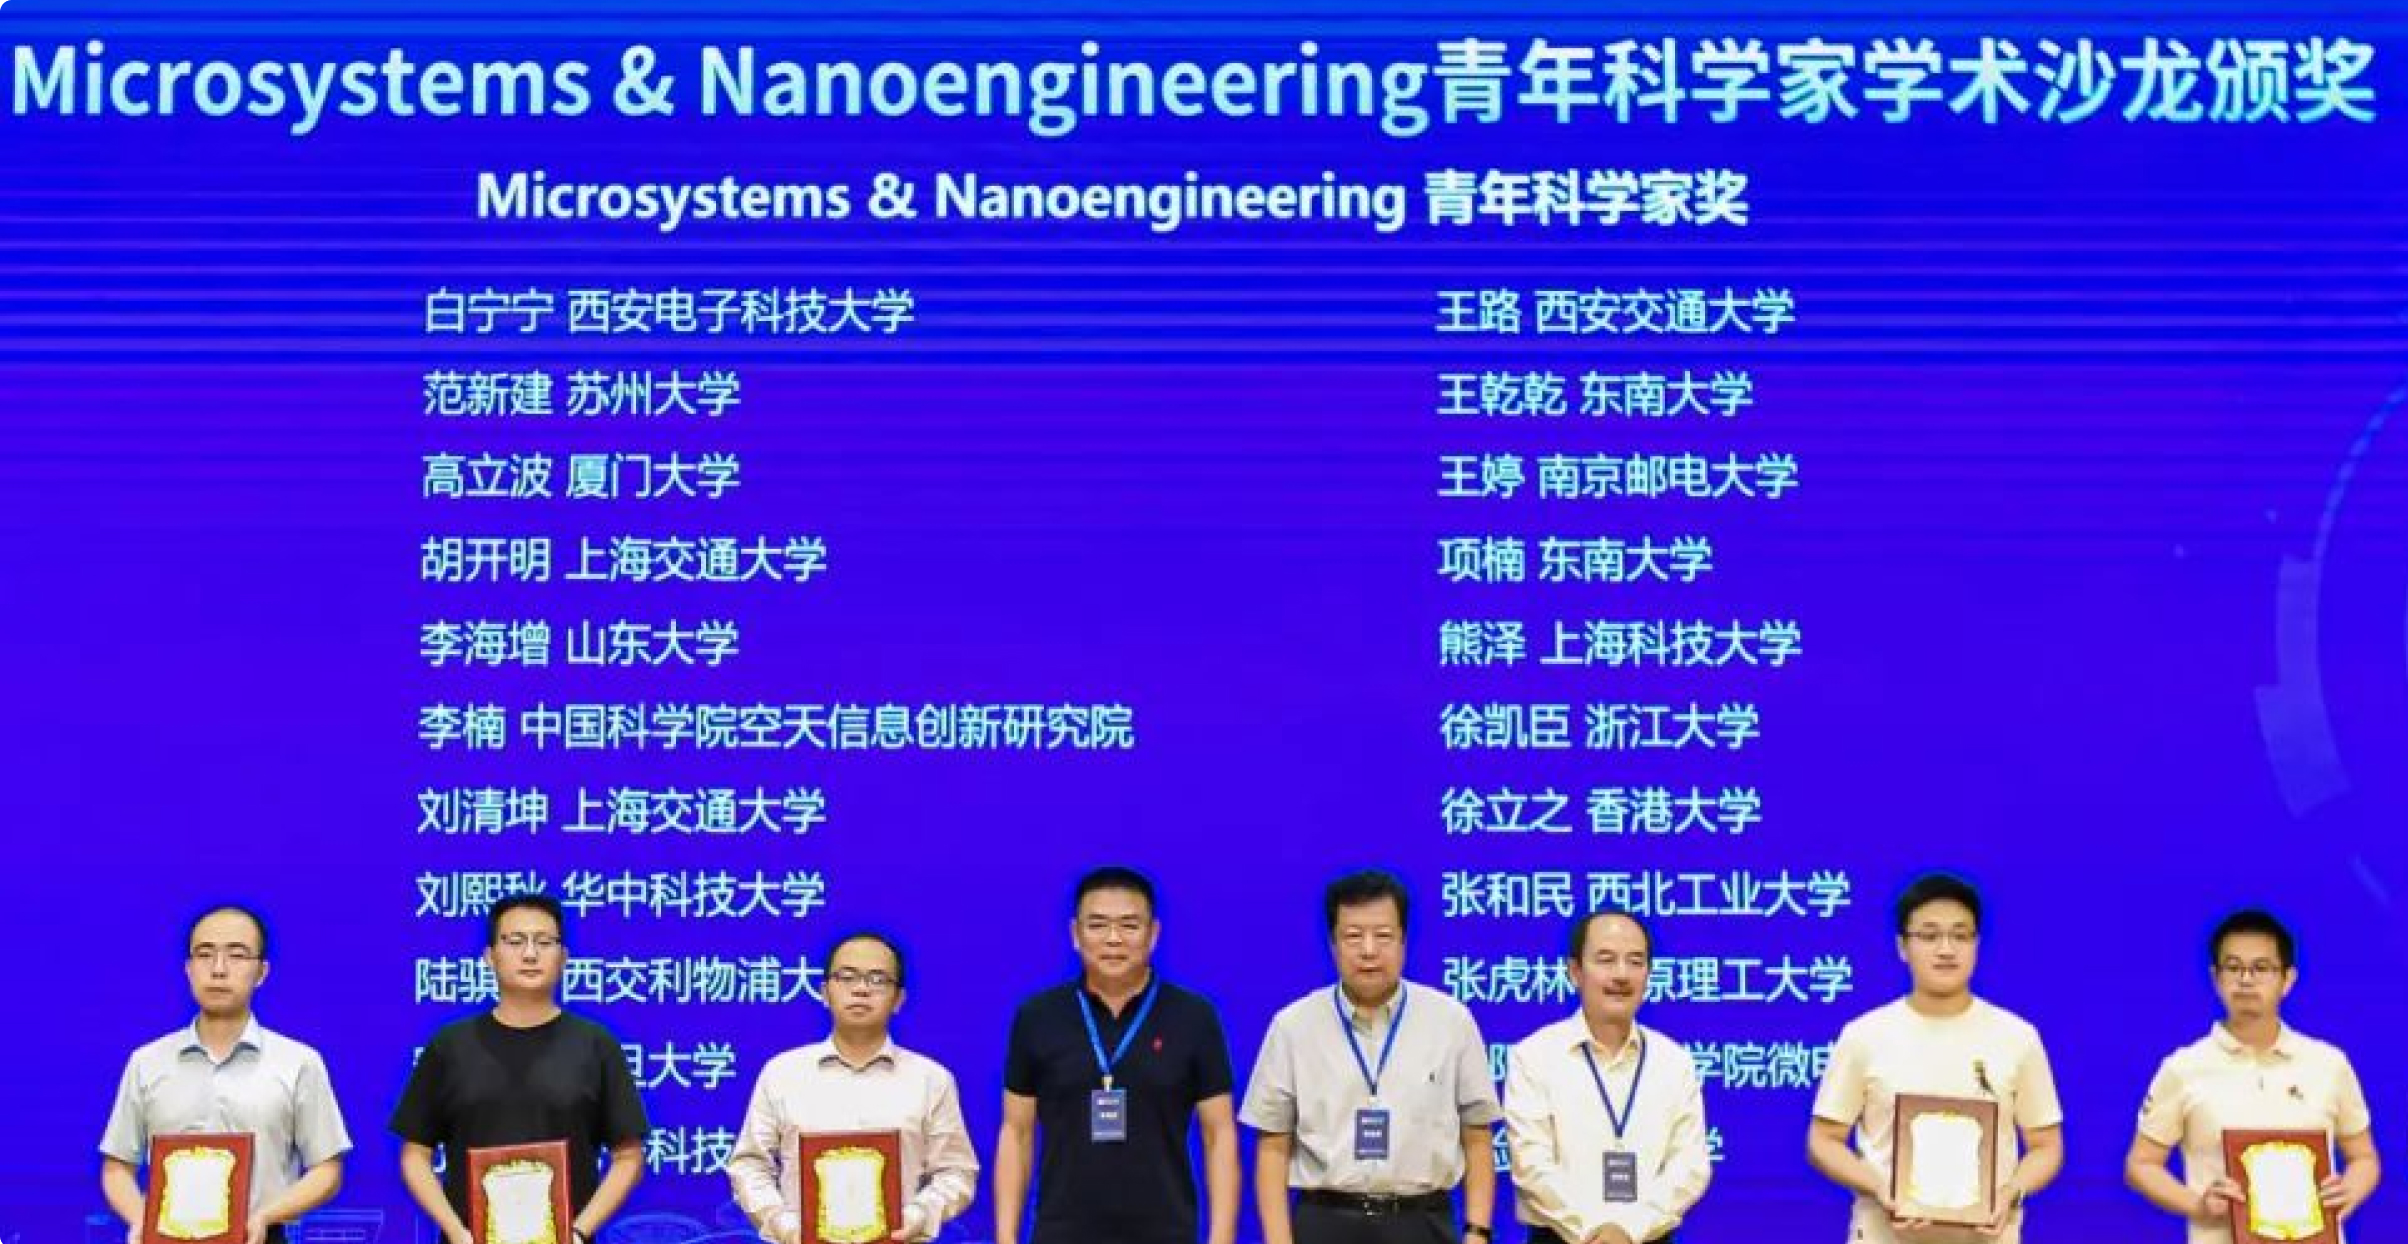 Microsystems & Nanoengineering青年科学家学术沙龙颁奖
Microsystems & Nanoengineering 青年科学家奖
白宁宁 西安电子科技大学
范新建 苏州大学
高立波 厦门大学
胡开明 上海交通大学
李海增 山东大学
李楠 中国科学院空天信息创新研究院
刘清坤 上海交通大学
刘熙秋 华中科技大学
陆骐 西交利物浦大
旦大学
科技
王路 西安交通大学
王乾乾 东南大学
王婷 南京邮电大学
项楠 东南大学
熊泽 上海科技大学
徐凯臣 浙江大学
徐立之 香港大学
张和民 西北工业大学
张虎林 原理工大学
学院微电
学